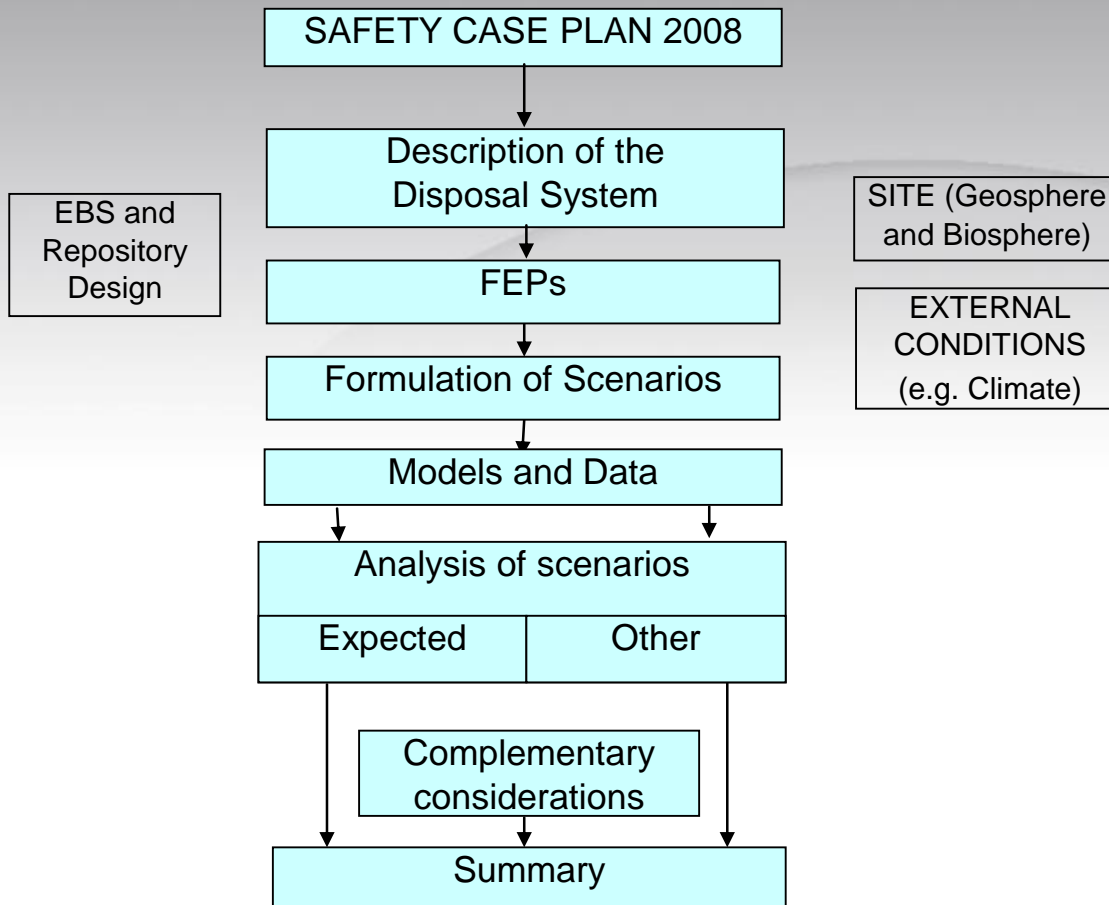 SAFETY CASE PLAN 2008
Description of the
Disposal System
EBS and
Repository
Design
SITE (Geosphere
and Biosphere)
FEPs
EXTERNAL
CONDITIONS
(e.g. Climate)
Formulation of Scenarios
Models and Data
Analysis of scenarios
Expected
Other
Complementary
considerations
Summary